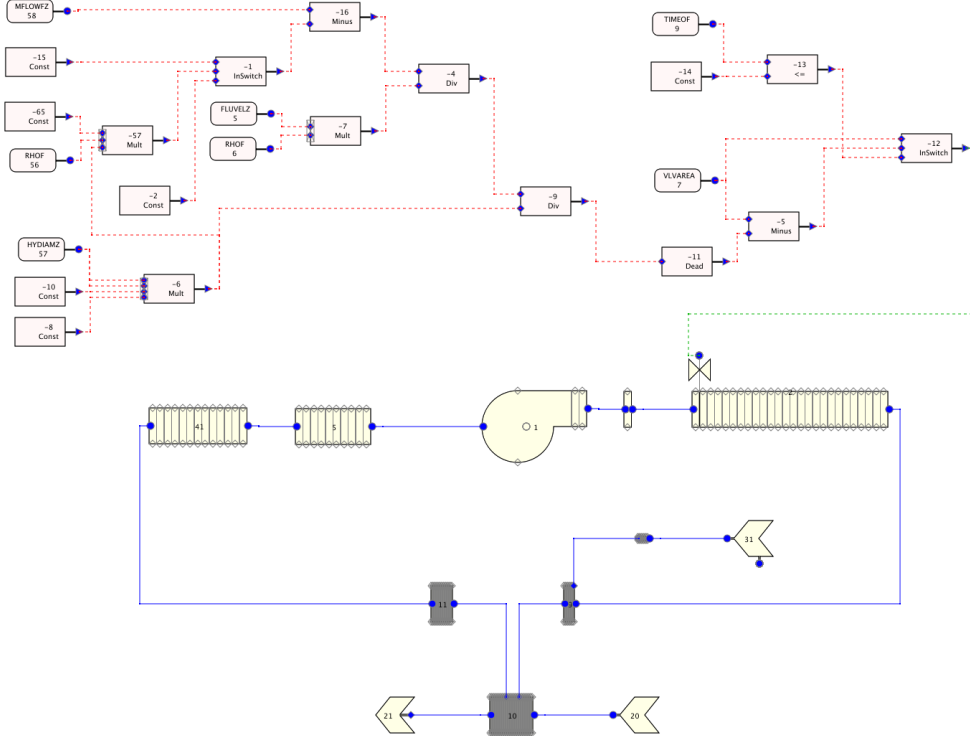 MFLOWFZ
58
-16
Minus
TIMEOF
9
-15
Const
-1
InSwitch
-4
Div
-14
Const
-13
<=
-65
Const
FLUVELZ
5
-7
Mult
-57
Mult
RHOF
6
RHOF
56
-12
InSwitch
-2
Const
-9
Div
VLVAREA
7
-5
Minus
HYDIAMZ
57
-11
Dead
-10
Const
-6
Mult
-8
Const
2
41
5
1
31
11
9
21
10
20